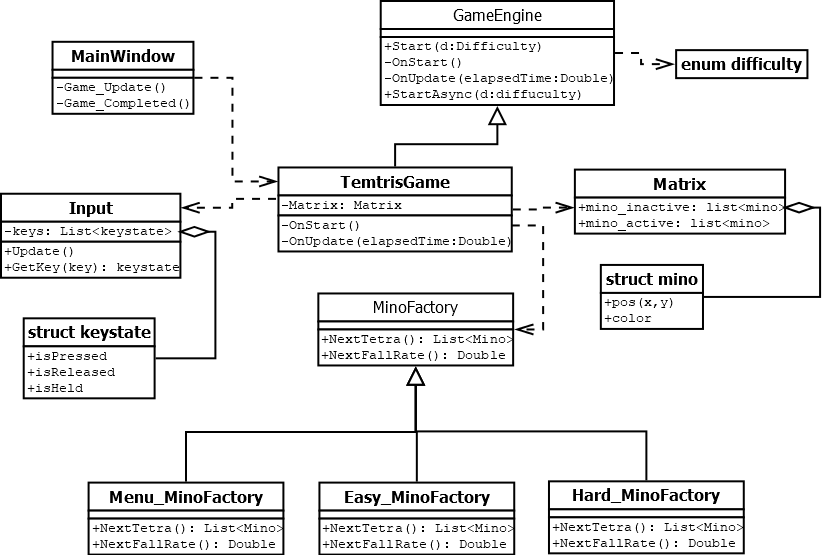 GameEngine
+Start(d:Difficulty)
-OnStart()
-OnUpdate(elapsedTime:Double)
+StartAsync(d:diffuculty)
MainWindow
-Game_Update()
-Game_Completed()
enum difficulty
TemtrisGame
-Matrix: Matrix
-OnStart()
-OnUpdate(elapsedTime:Double)
Matrix
+mino_inactive: list<mino>
+mino_active: list<mino>
Input
-keys: List<keystate>
+Update()
+GetKey(key): keystate
struct mino
+pos(x,y)
+color
MinoFactory
+NextTetra(): List<Mino>
+NextFallRate(): Double
struct keystate
+isPressed
+isReleased
+isHeld
Menu_MinoFactory
+NextTetra(): List<Mino>
+NextFallRate(): Double
Easy_MinoFactory
+NextTetra(): List<Mino>
+NextFallRate(): Double
Hard_MinoFactory
+NextTetra(): List<Mino>
+NextFallRate(): Double